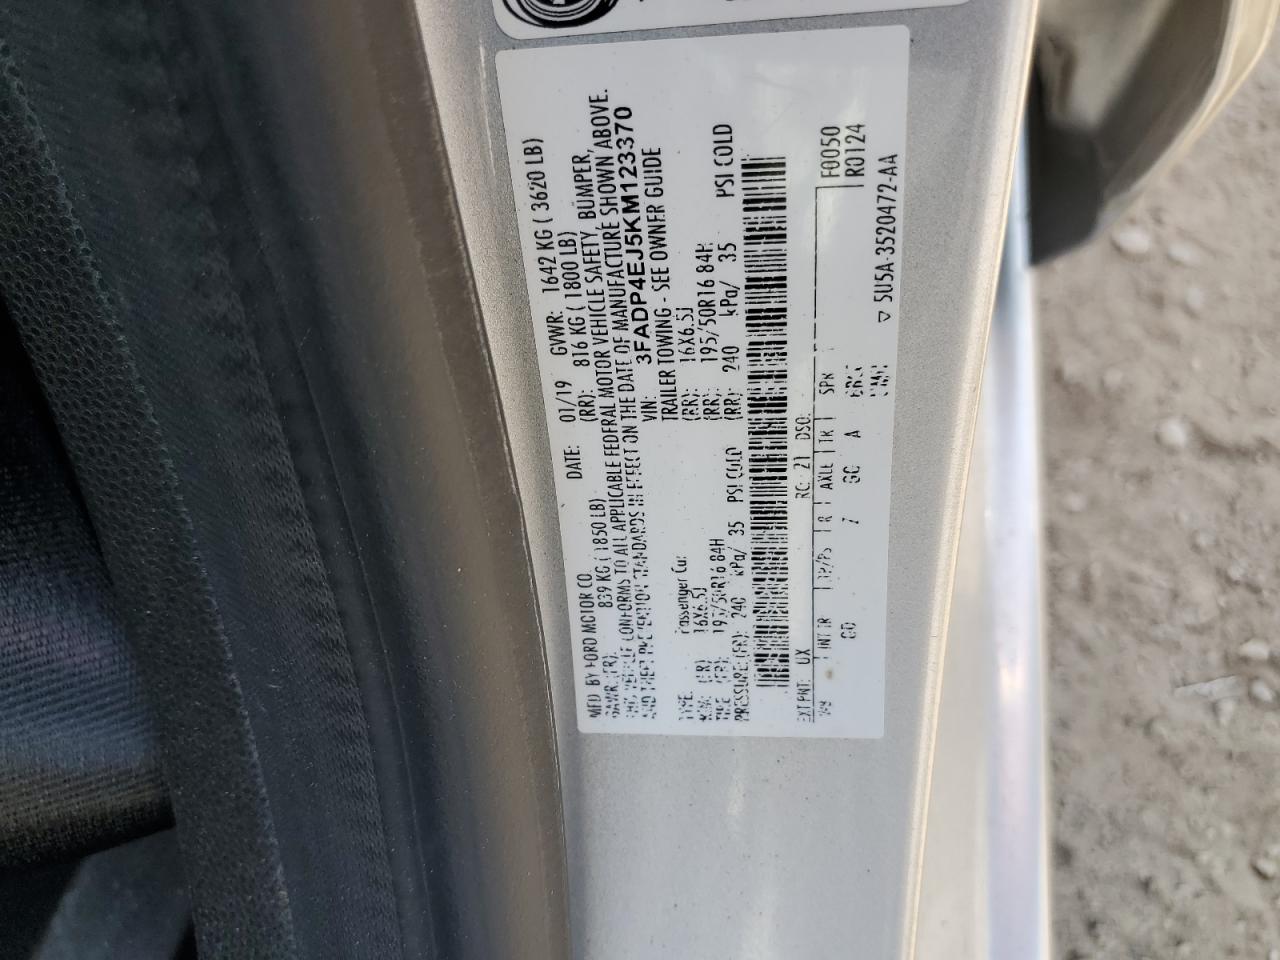 MFD BY FORD MOTOR CO. DATE: 01/19 GVWR: 1642 KG ( 3620 LB)
(FR): 839 KG ( 1850 LB) (RR): 816 KG ( 1800 LB)
CONFORMS TO ALL APPLICABLE FEDERAL MOTOR VEHICLE SAFETY, BUMPER,
AND THEFT PREVENTION STANDARDS IN EFFECT ON THE DATE OF MANUFACTURE SHOWN ABOVE.
VIN: 3FADP4EJ5KM123370
TRAILER TOWING - SEE OWNER GUIDE
TYPE: Passenger Car
(FR) 16X6.5J (RR): 16X6.5J
(FR): 195/50R16 84H (RR): 195/50R16 84H
PRESSURE:(FR): 240 kPa/ 35 PSI COLD (RR): 240 kPa/ 35 PSI COLD
EXT PNT: UX RC: 21 DSO: F0050
INT TR TP/PS R AXLE TR SPR R0124
GC A
▽ 5U5A-3520472-AA